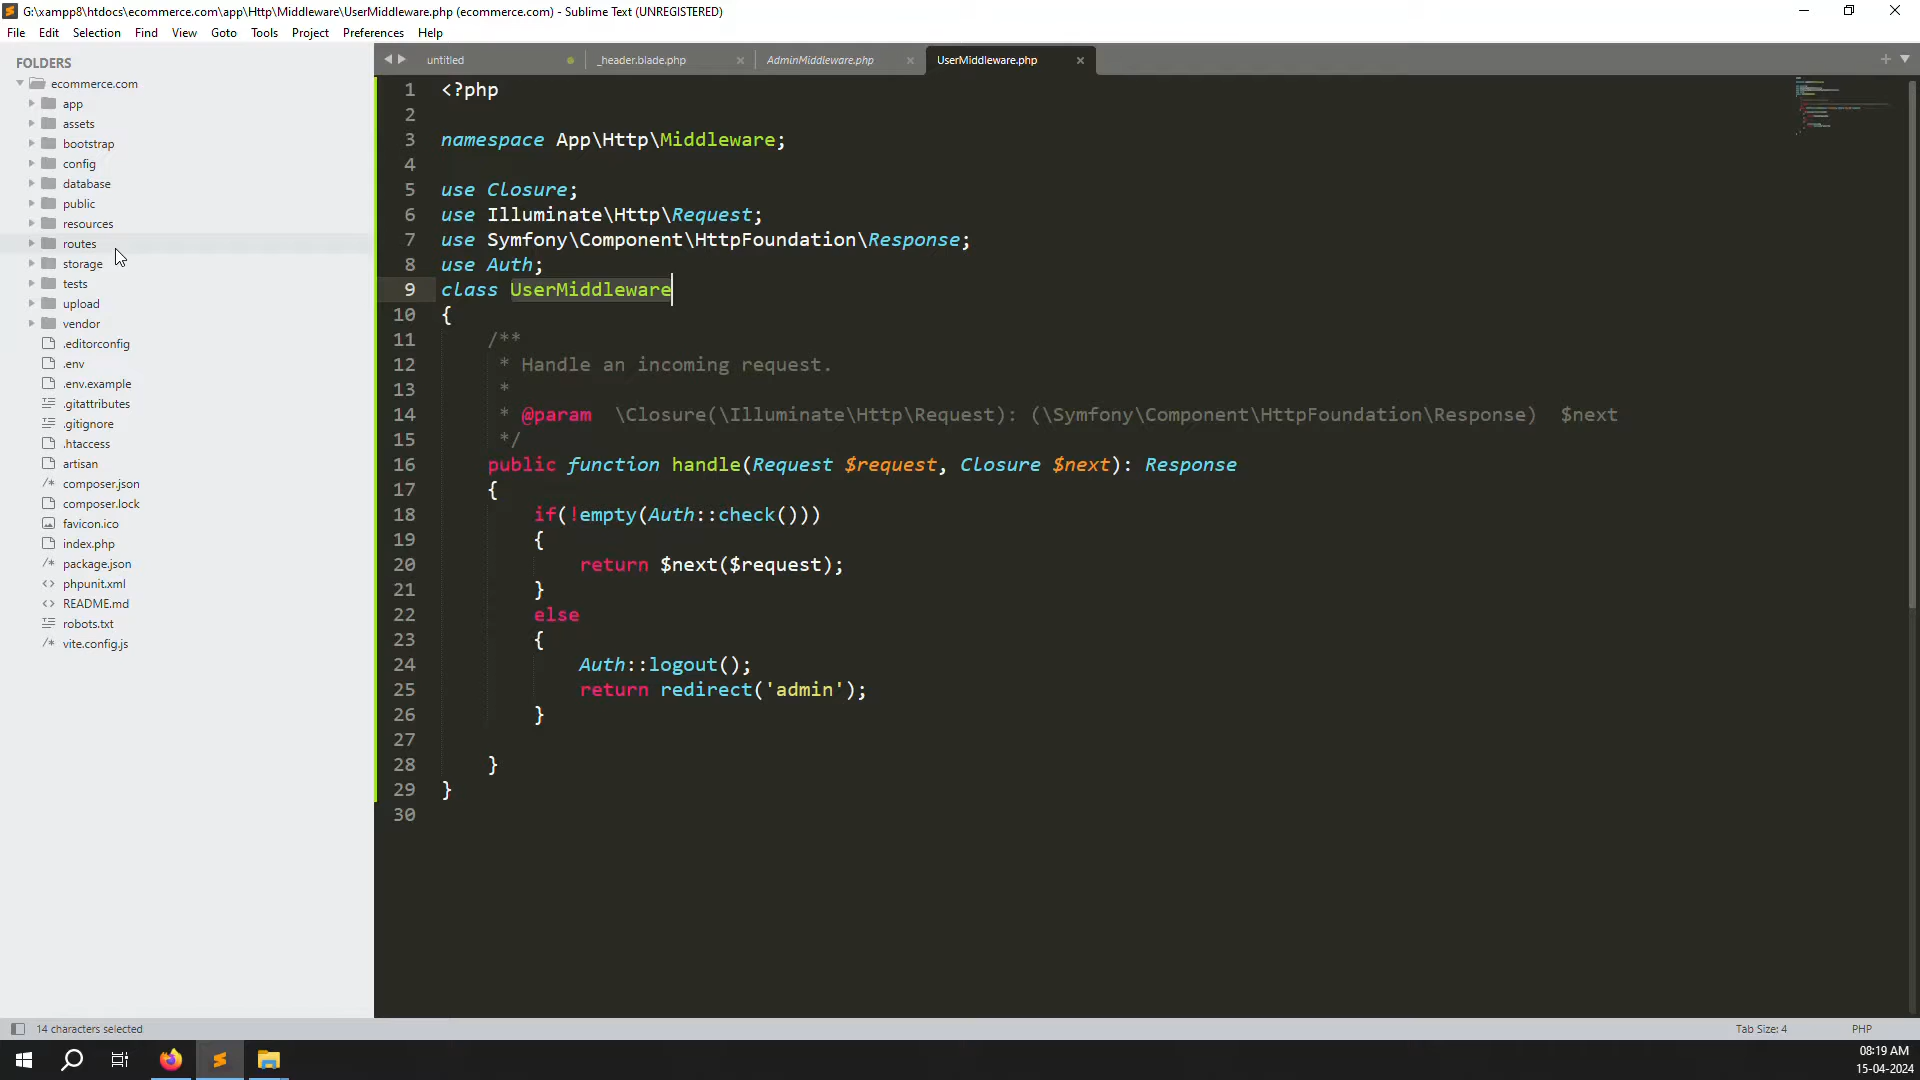 G:\xampp8\htdocs\ecommerce.com\app\Http\Middleware\UserMiddleware.php (ecommerce.com) - Sublime Text (UNREGISTERED)
File Edit Selection Find View Goto Tools Project Preferences Help
FOLDERS
ecommerce.com
app
assets
bootstrap
config
database
public
resources
routes
storage
tests
upload
vendor
.editorconfig
.env
.env.example
.gitattributes
.gitignore
.htaccess
artisan
composer.json
composer.lock
favicon.ico
index.php
package.json
phpunit.xml
README.md
robots.txt
vite.config.js
untitled _header.blade.php AdminMiddleware.php UserMiddleware.php
1 <?php
2
3 namespace App\Http\Middleware;
4
5 use Closure;
6 use Illuminate\Http\Request;
7 use Symfony\Component\HttpFoundation\Response;
8 use Auth;
9 class UserMiddleware
10 {
11 /**
12 * Handle an incoming request.
13 *
14 * @param  \Closure(\Illuminate\Http\Request): (\Symfony\Component\HttpFoundation\Response)  $next
15 */
16 public function handle(Request $request, Closure $next): Response
17 {
18 if(!empty(Auth::check()))
19 {
20 return $next($request);
21 }
22 else
23 {
24 Auth::logout();
25 return redirect('admin');
26 }
27
28 }
29 }
30
14 characters selected
Tab Size: 4
PHP
08:19 AM
15-04-2024